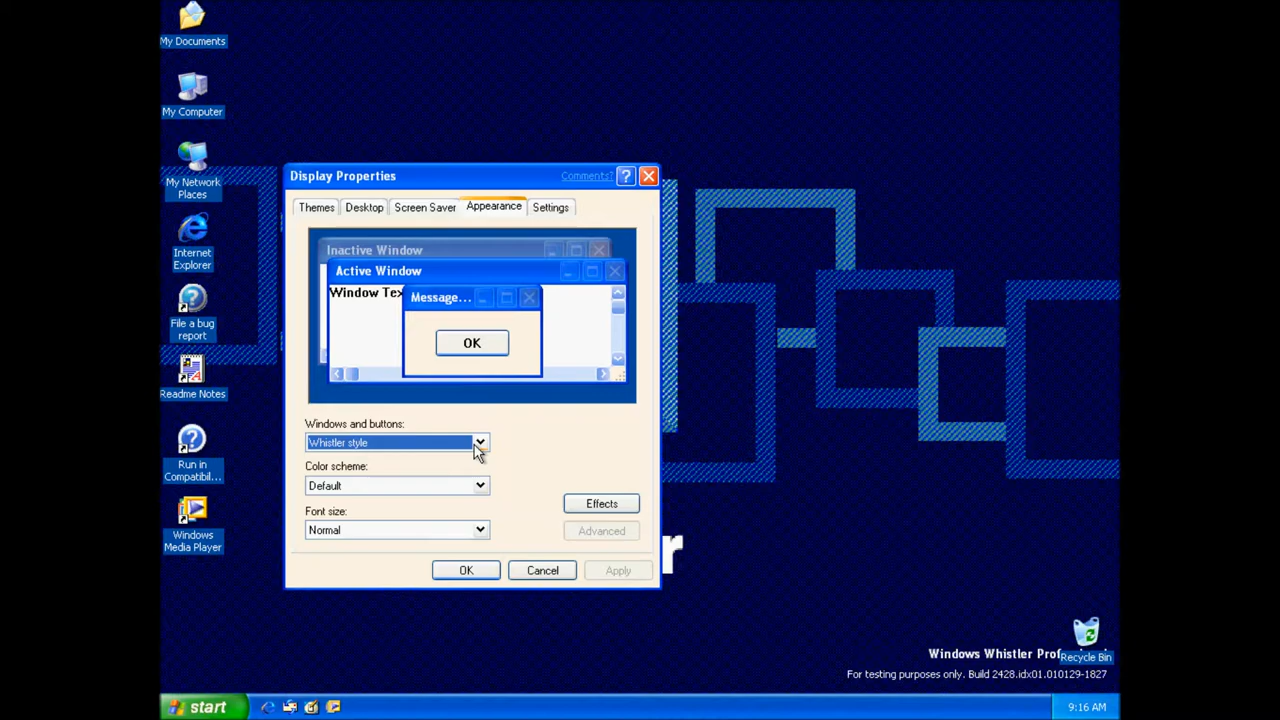 My Documents
My Computer
My Network
Places
Internet
Explorer
File a bug
report
Readme Notes
Run in
Compatibil...
Windows
Media Player
Display Properties
Comments?
Themes
Desktop
Screen Saver
Appearance
Settings
Inactive Window
Active Window
Window Tex
Message...
OK
Windows and buttons:
Whistler style
Color scheme:
Default
Effects
Font size:
Normal
Advanced
OK
Cancel
Apply
r
Windows Whistler Prof
Recycle Bin
For testing purposes only. Build 2428.idx01.010129-1827
start
9:16 AM